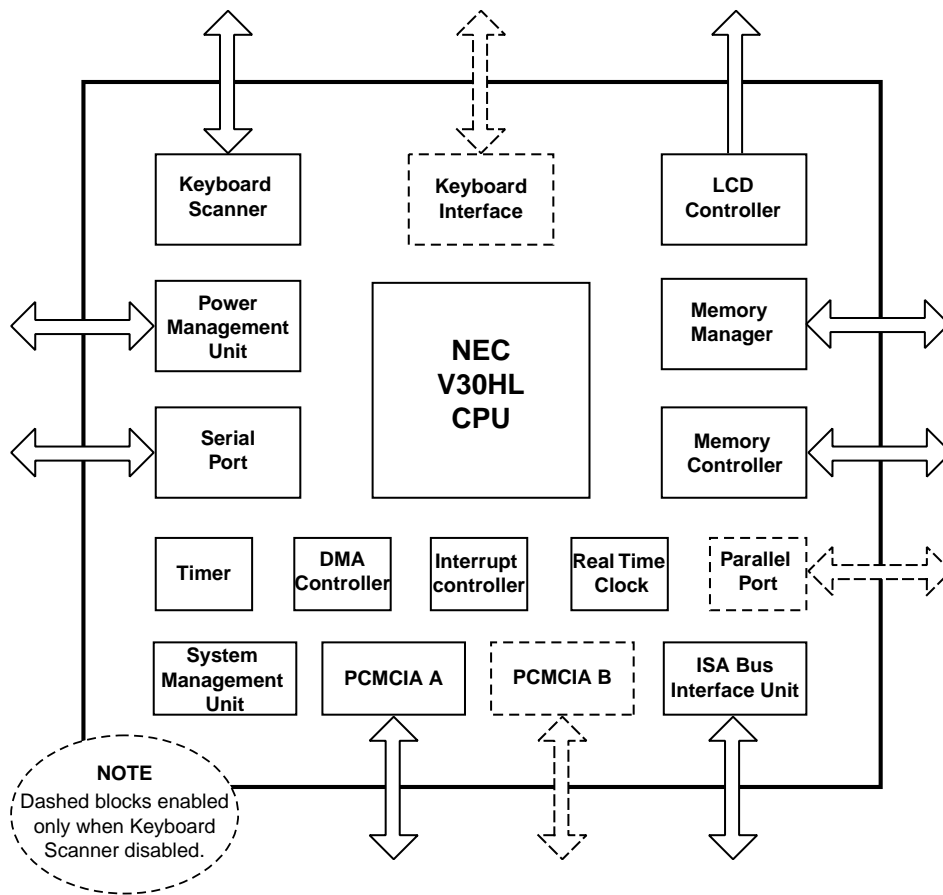 Keyboard
Scanner
Keyboard
Interface
LCD
Controller
Power
Management
Unit
NEC
V30HL
CPU
Memory
Manager
Serial
Port
Memory
Controller
Timer
DMA
Controller
Interrupt
controller
Real Time
Clock
Parallel
Port
System
Management
Unit
PCMCIA A
PCMCIA B
ISA Bus
Interface Unit
NOTE
Dashed blocks enabled
only when Keyboard
Scanner disabled.